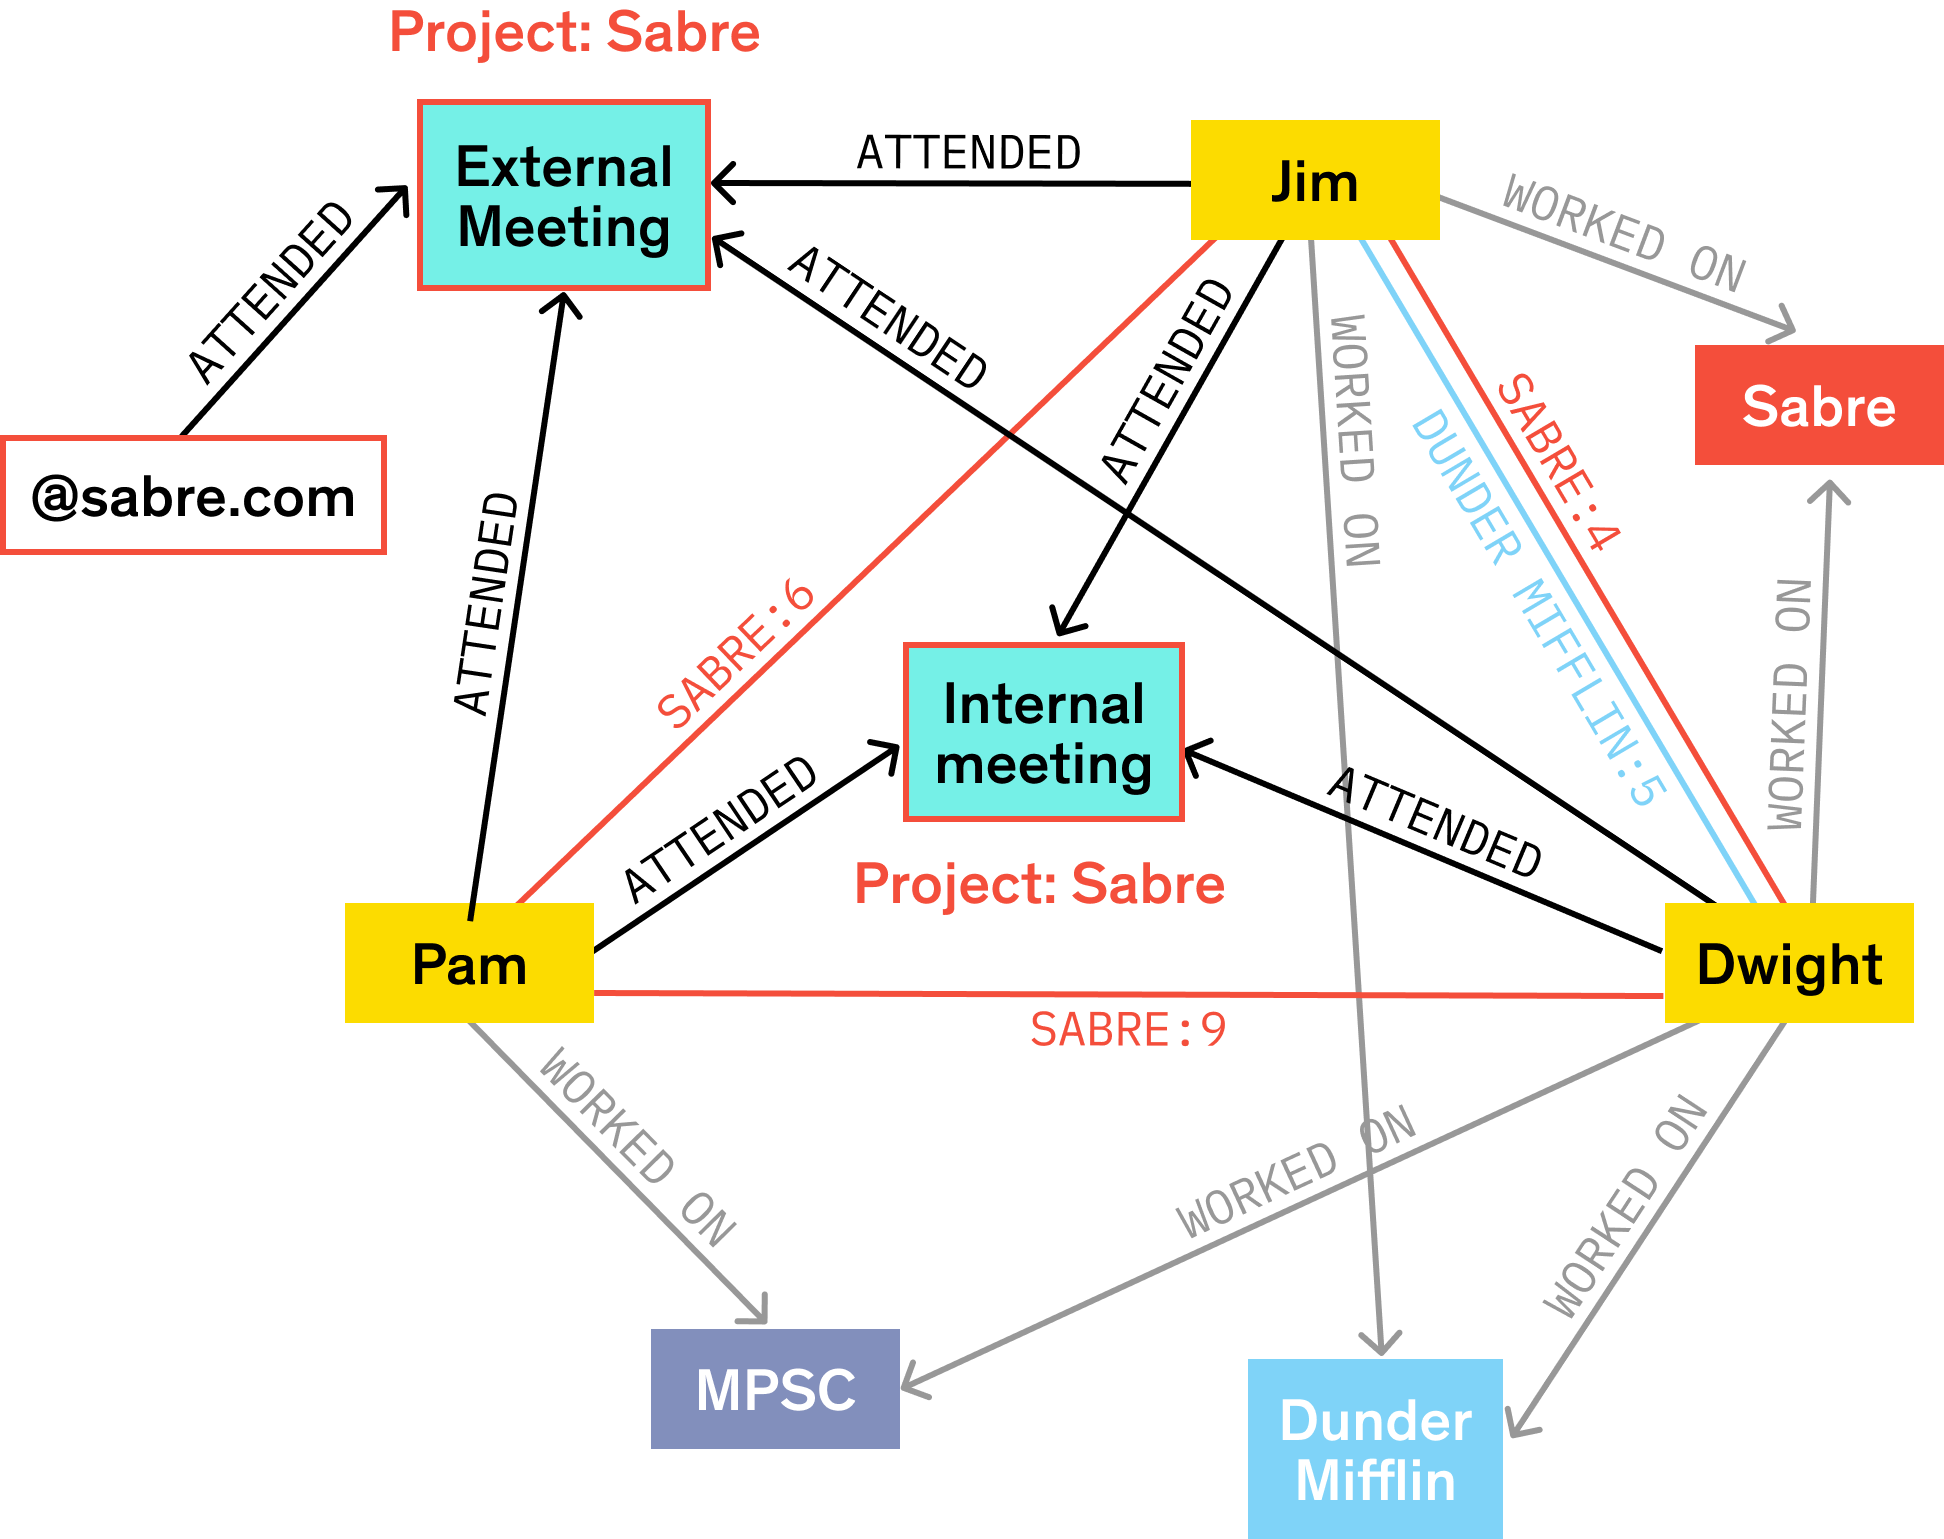 Project: Sabre
External
Meeting
ATTENDED
Jim
WORKED ON
ATTENDED
ATTENDED
ATTENDED
WORKED ON
SABRE:4
Sabre
DUNDER MIFFLIN:5
@sabre.com
ATTENDED
SABRE:6
WORKED ON
Internal
meeting
ATTENDED
ATTENDED
Project: Sabre
Pam
Dwight
SABRE:9
WORKED ON
WORKED ON
WORKED ON
MPSC
Dunder
Mifflin